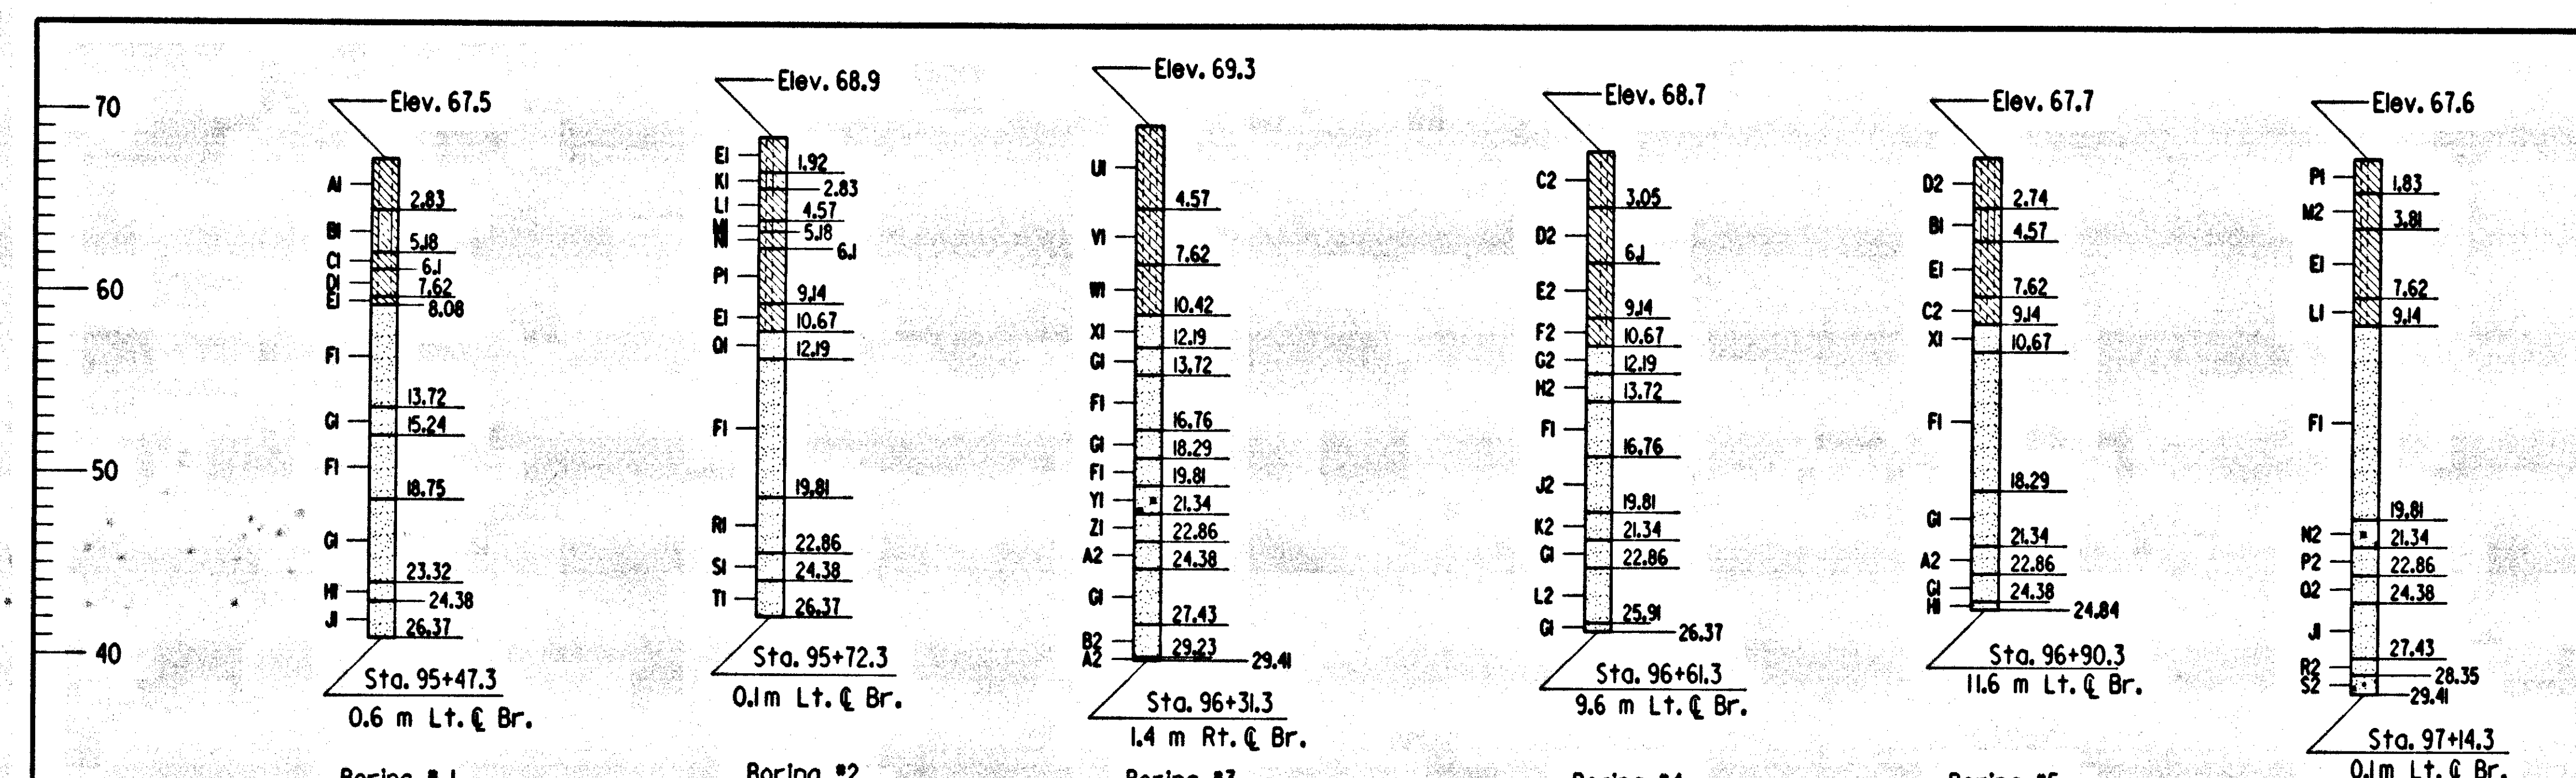 70
60
50
40
Elev. 67.5
A1
2.83
B1
5.18
C1
6.1
D1
7.62
E1
8.08
F1
13.72
G1
15.24
F1
18.75
G1
23.32
H1
24.38
J1
26.37
Sta. 95+47.3
0.6 m Lt. ℄ Br.
Elev. 68.9
E1
1.92
K1
2.83
L1
4.57
M1
5.18
N1
6.1
P1
9.14
E1
10.67
Q1
12.19
F1
19.81
R1
22.86
S1
24.38
T1
26.37
Sta. 95+72.3
0.1m Lt. ℄ Br.
Boring #2
Elev. 69.3
U1
4.57
V1
7.62
W1
10.42
X1
12.19
G1
13.72
F1
16.76
G1
18.29
F1
19.81
Y1
21.34
Z1
22.86
A2
24.38
G1
27.43
B2
29.23
A2
29.41
Sta. 96+31.3
1.4 m Rt. ℄ Br.
Elev. 68.7
C2
3.05
D2
6.1
E2
9.14
F2
10.67
G2
12.19
H2
13.72
F1
16.76
J2
19.81
K2
21.34
G1
22.86
L2
25.91
G1
26.37
Sta. 96+61.3
9.6 m Lt. ℄ Br.
Elev. 67.7
D2
2.74
B1
4.57
E1
7.62
C2
9.14
X1
10.67
F1
18.29
G1
21.34
A2
22.86
G1
24.38
H1
24.84
Sta. 96+90.3
11.6 m Lt. ℄ Br.
Elev. 67.6
P1
1.83
M2
3.81
E1
7.62
L1
9.14
F1
19.81
N2
21.34
P2
22.86
Q2
24.38
J1
27.43
R2
28.35
S2
29.41
Sta. 97+14.3
0.1m Lt. ℄ Br.